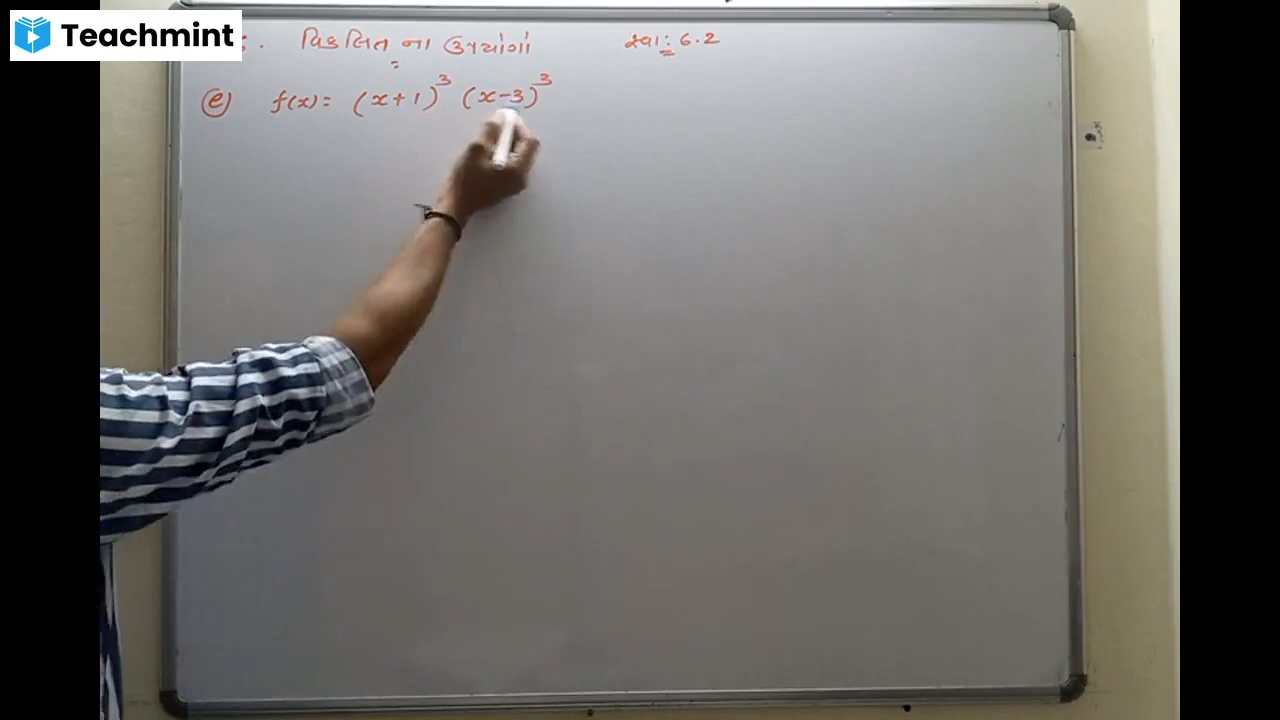 Teachmint
વિકલિત ના ઉપયોગો સ્વા: 6.2
(e) f(x) = (x+1)³ (x-3)³